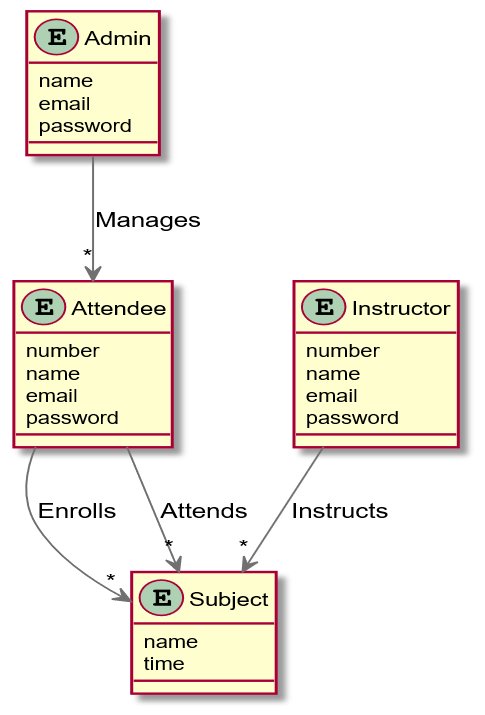 E Admin
name
email
password
Manages
*
E Attendee
number
name
email
password
E Instructor
number
name
email
password
Enrolls
Attends
Instructs
*
*
*
E Subject
name
time